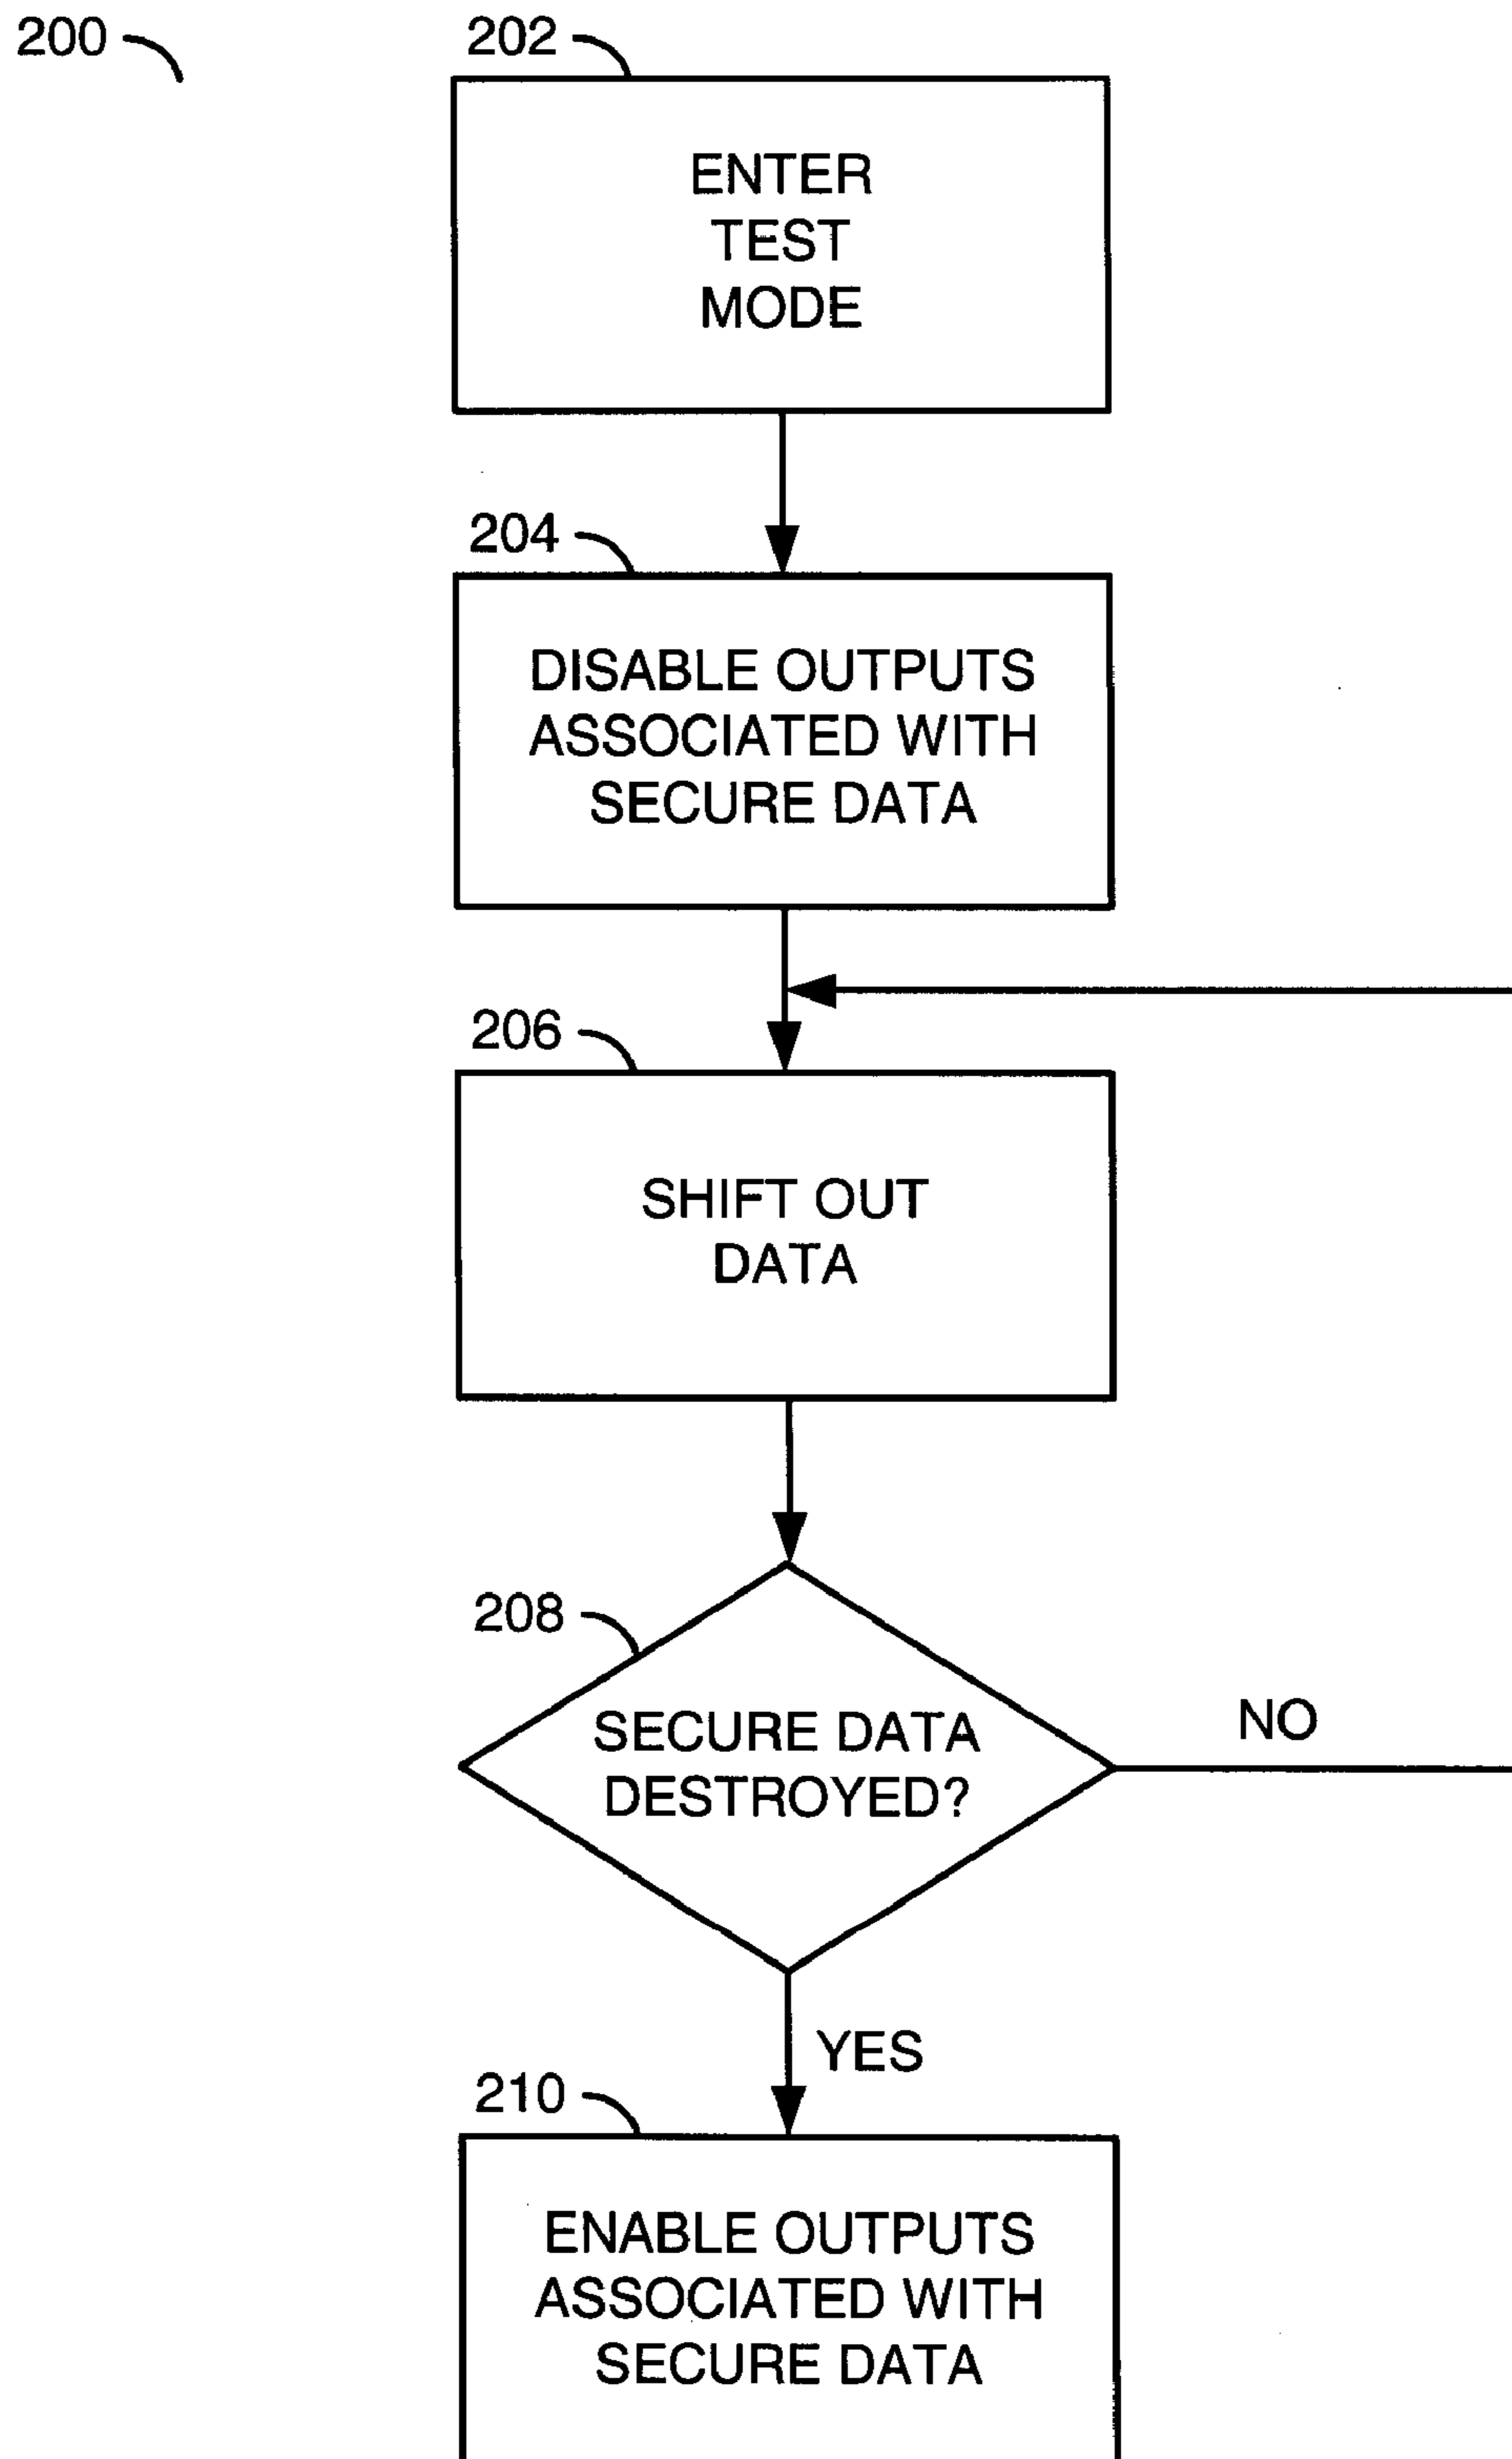 200
202
ENTER
TEST
MODE
204
DISABLE OUTPUTS
ASSOCIATED WITH
SECURE DATA
206
SHIFT OUT
DATA
208
SECURE DATA
DESTROYED?
NO
YES
210
ENABLE OUTPUTS
ASSOCIATED WITH
SECURE DATA